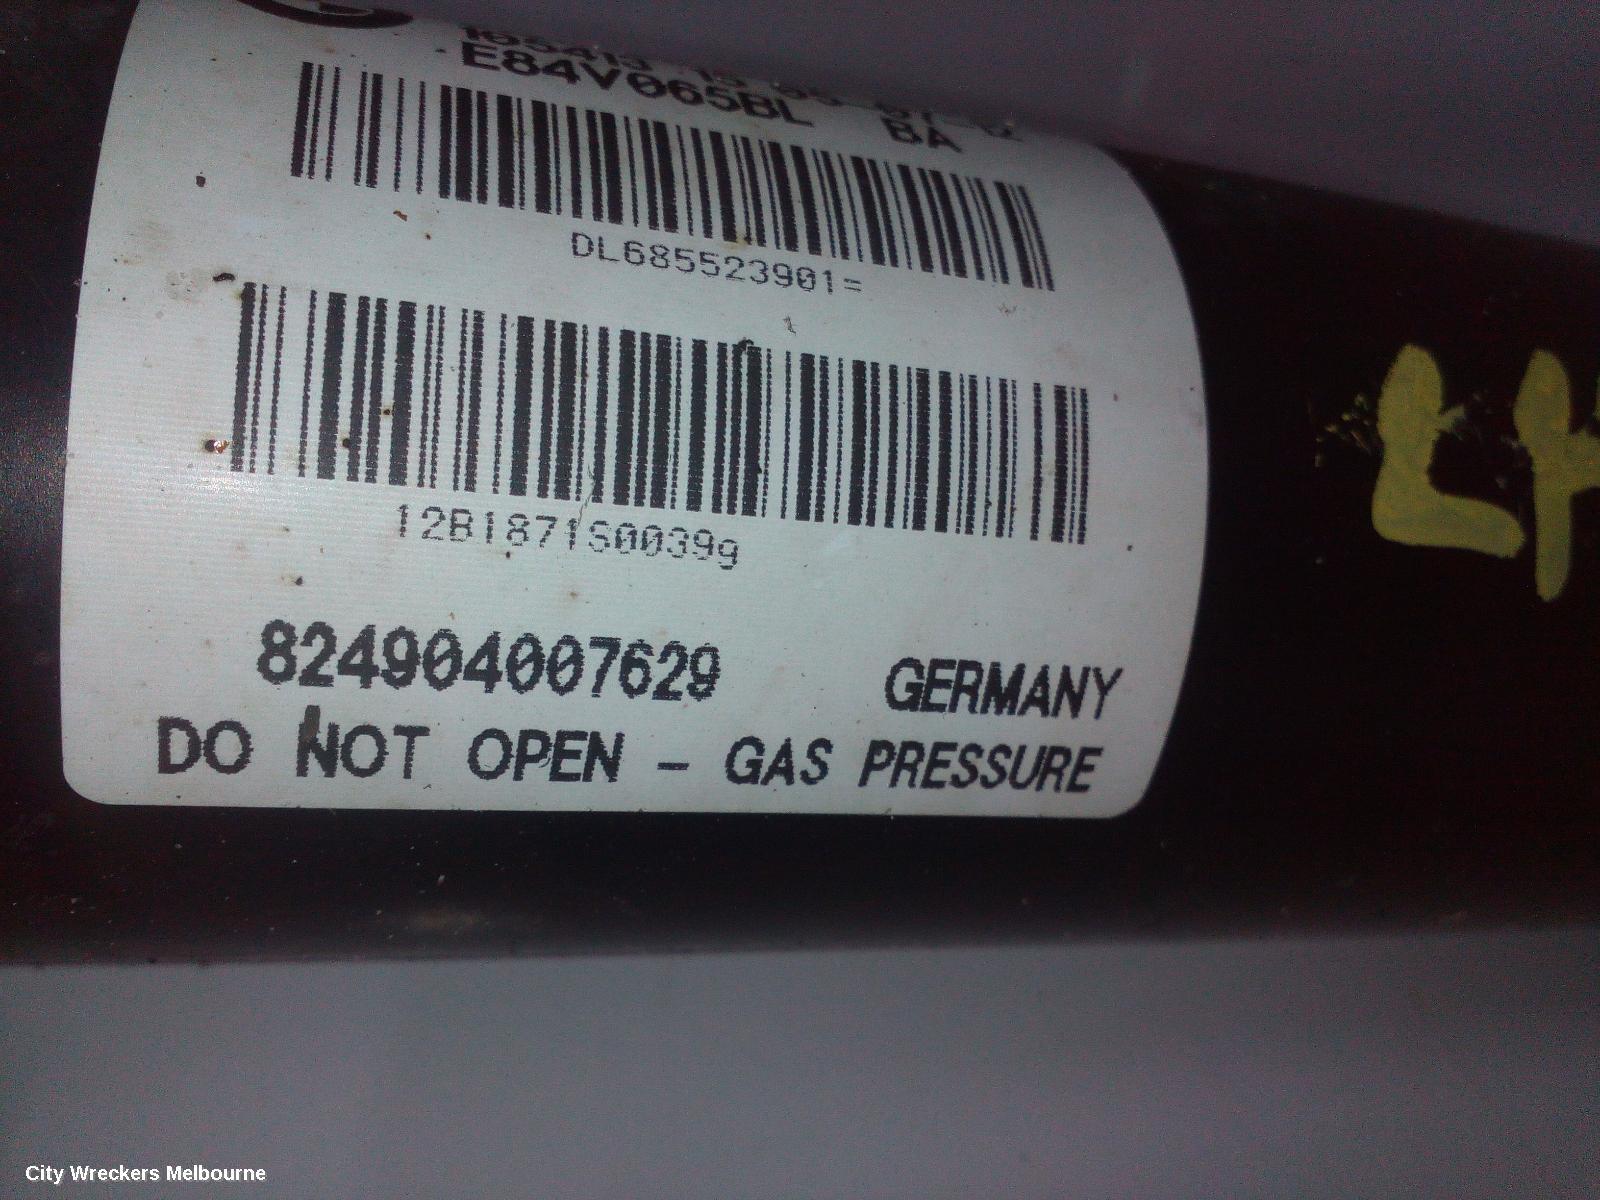 E84V065BL BA
DL685523901=
12B1871S0039g
824904007629 GERMANY
DO NOT OPEN - GAS PRESSURE
City Wreckers Melbourne